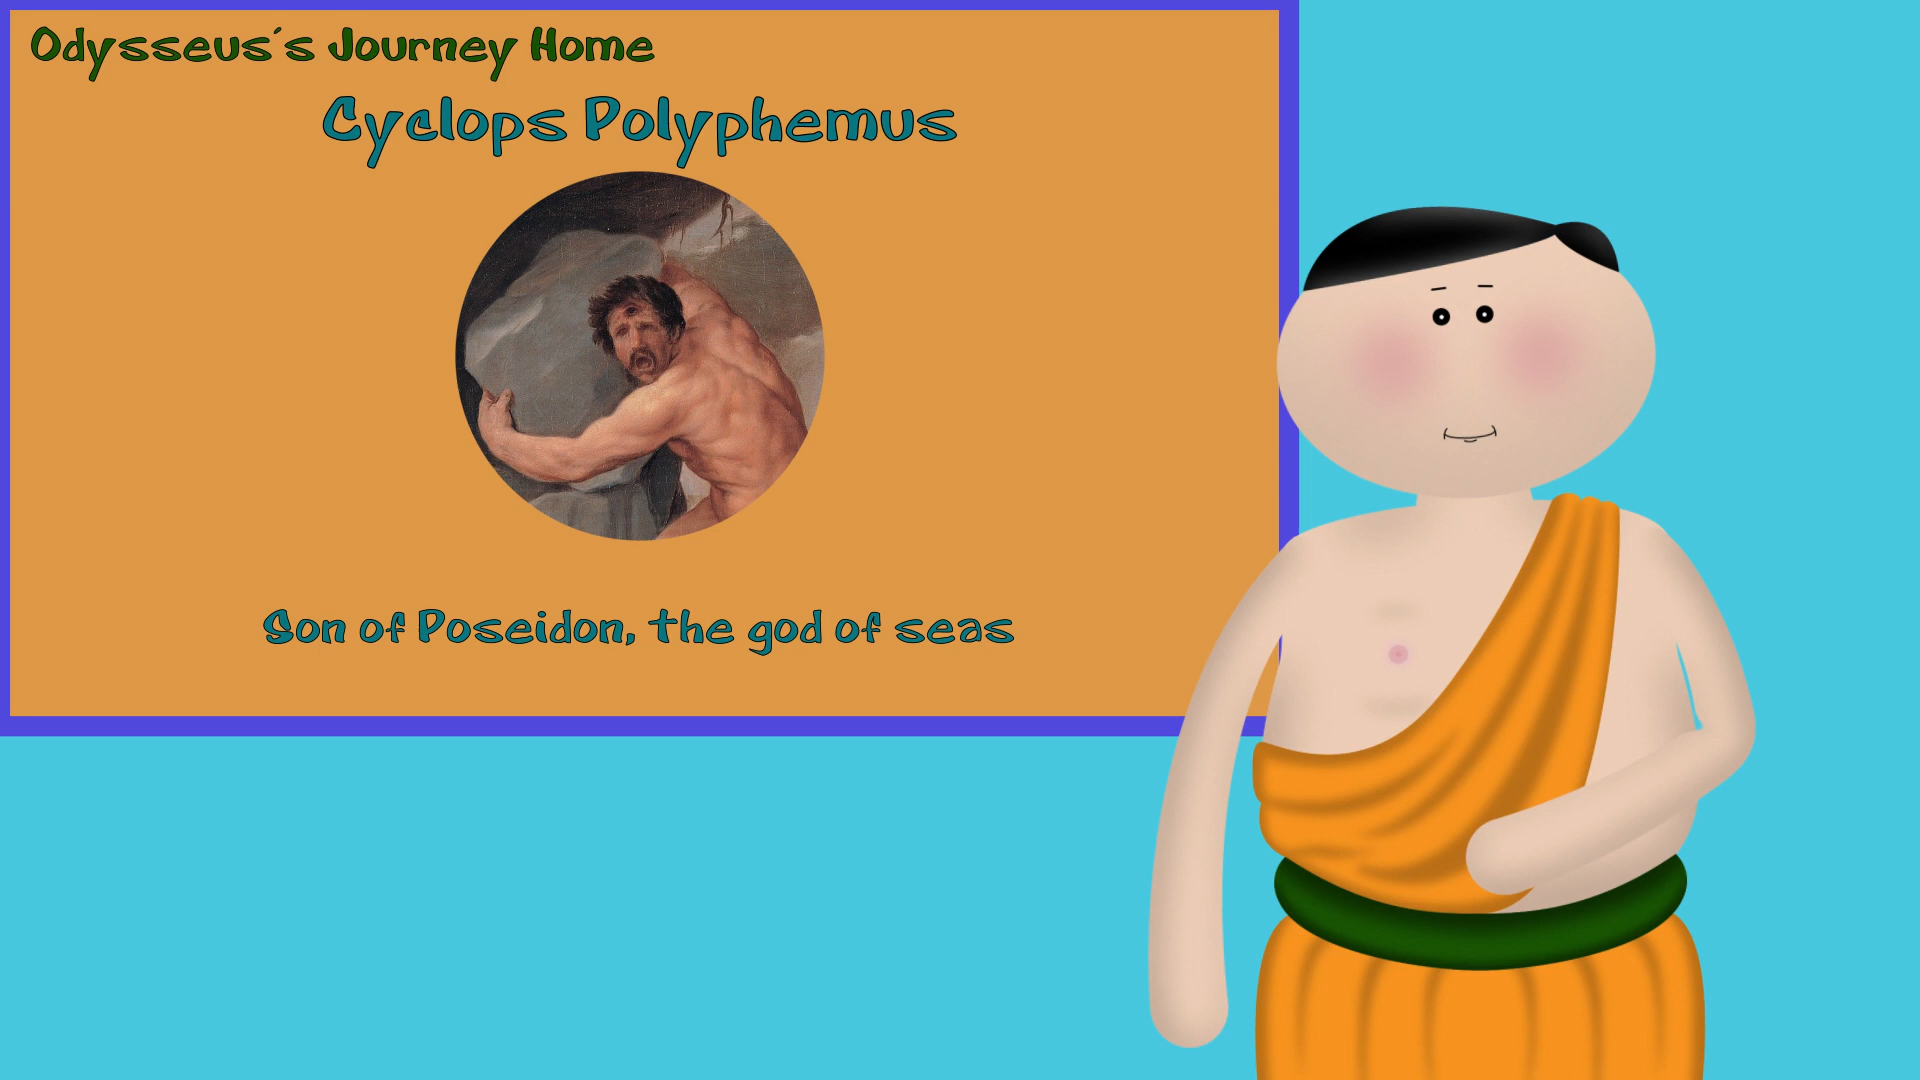 Odysseus's Journey Home
Cyclops Polyphemus
Son of Poseidon, the god of seas